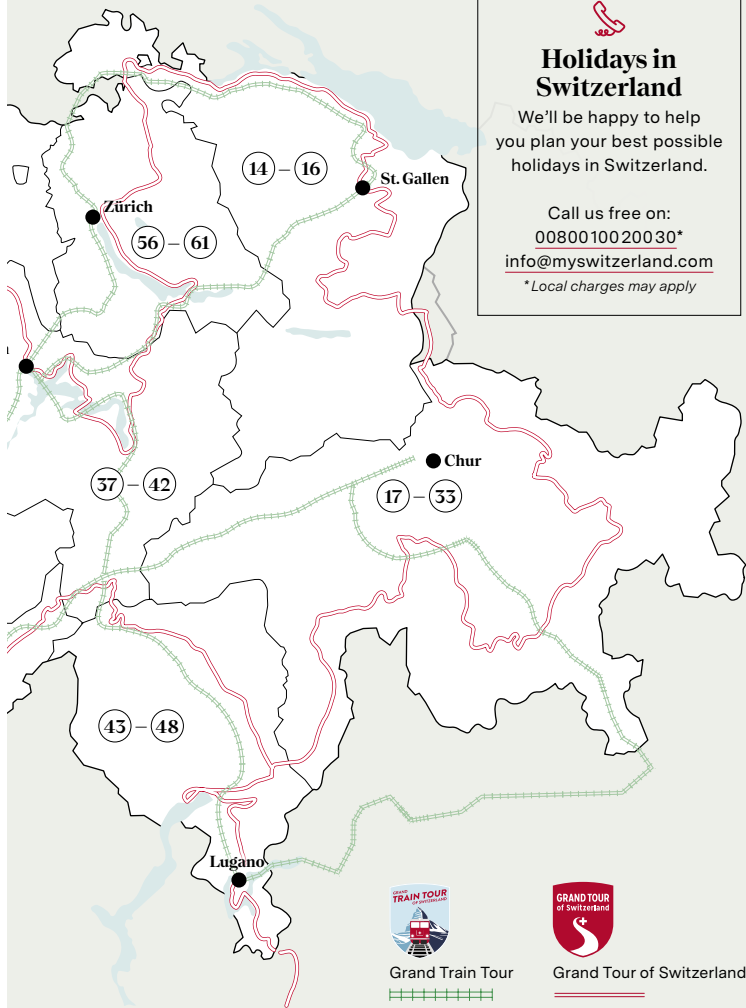 Holidays in
Switzerland
We’ll be happy to help
you plan your best possible
holidays in Switzerland.
Call us free on:
0080010020030*
info@myswitzerland.com
* Local charges may apply
14 – 16
St. Gallen
Zürich
56 – 61
Chur
37 – 42
17 – 33
43 – 48
Lugano
GRAND
TRAIN TOUR
OF SWITZERLAND
GRAND TOUR
of Switzerland
Grand Train Tour
Grand Tour of Switzerland